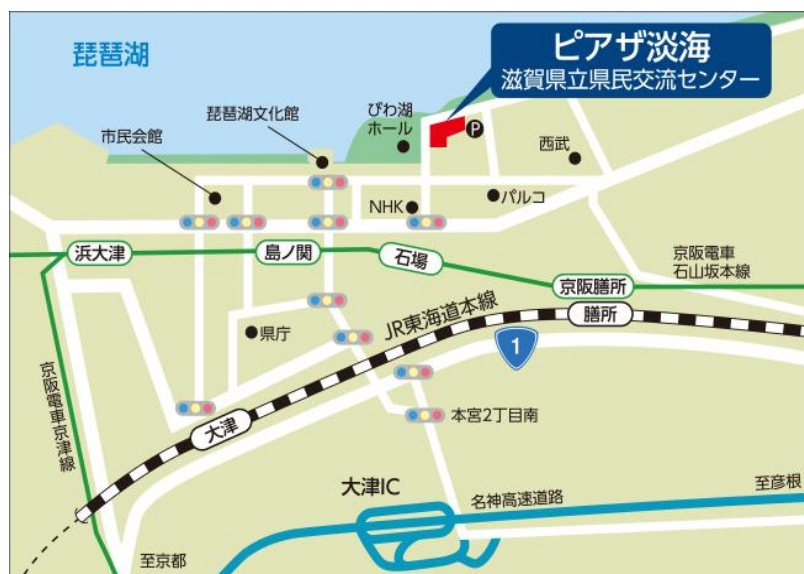 琵琶湖
ピアザ淡海
滋賀県立県民交流センター
琵琶湖文化館
びわ湖
ホール
P
市民会館
西武
NHK
パルコ
浜大津
島ノ関
石場
京阪電車
石山坂本線
京阪膳所
JR東海道本線
膳所
県庁
1
京阪電車京津線
大津
本宮2丁目南
大津IC
名神高速道路
至彦根
至京都